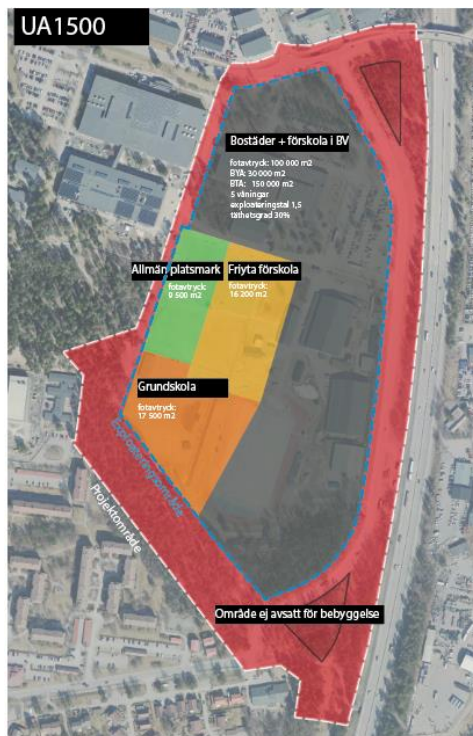 UA1500
Bostäder + förskola i BV
fotavtryck: 100 000 m2
BYA: 30 000 m2
BTA: 150 000 m2
5 våningar
exploateringstal 1,5
täthetsgrad 30%
Allmän platsmark
fotavtryck:
9 500 m2
Friyta förskola
fotavtryck:
16 200 m2
Grundskola
fotavtryck:
17 500 m2
Exploateringsområde
Projektområde
Område ej avsatt för bebyggelse